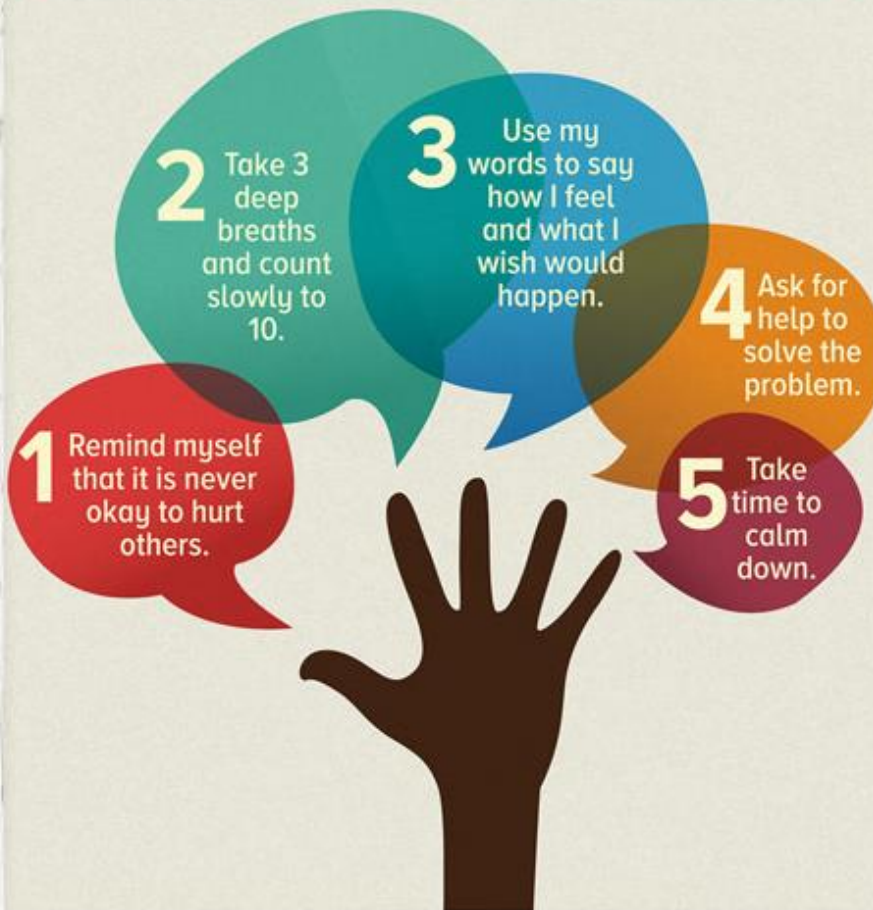 1 Remind myself
that it is never
okay to hurt
others.
2 Take 3
deep
breaths
and count
slowly to
10.
3 Use my
words to say
how I feel
and what I
wish would
happen.
4 Ask for
help to
solve the
problem.
5 Take
time to
calm
down.